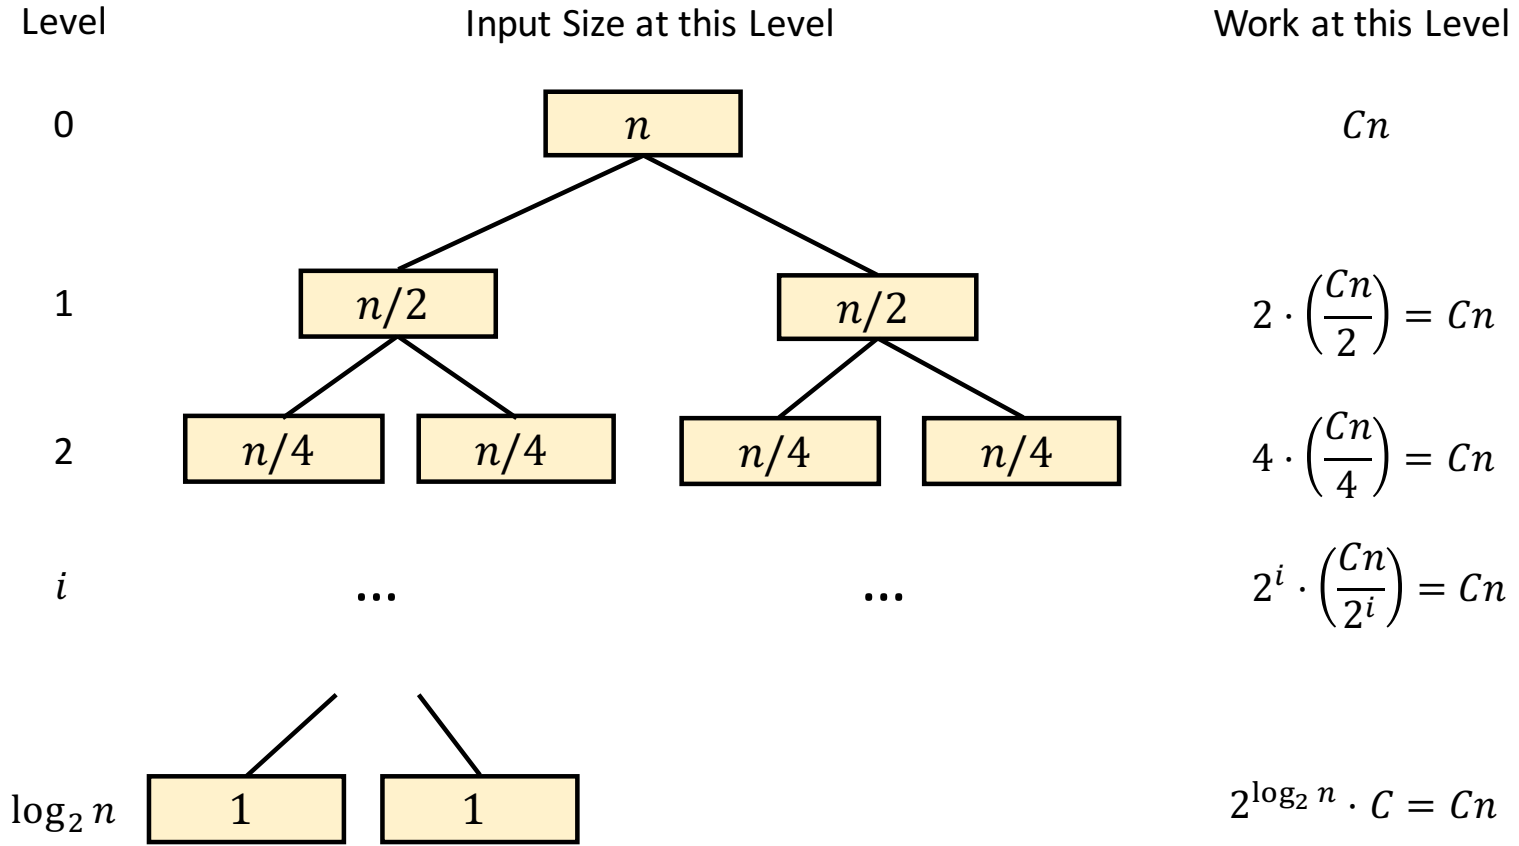 Level Input Size at this Level Work at this Level
0 n Cn
1 n/2 n/2 2 · (Cn/2) = Cn
2 n/4 n/4 n/4 n/4 4 · (Cn/4) = Cn
i ... ... 2^i · (Cn/2^i) = Cn
log₂ n 1 1 2^{log₂ n} · C = Cn